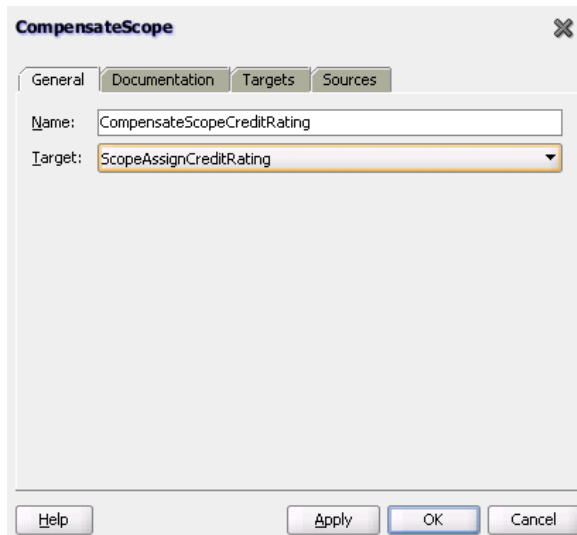 CompensateScope
General Documentation Targets Sources
Name: CompensateScopeCreditRating
Target: ScopeAssignCreditRating
Help Apply OK Cancel